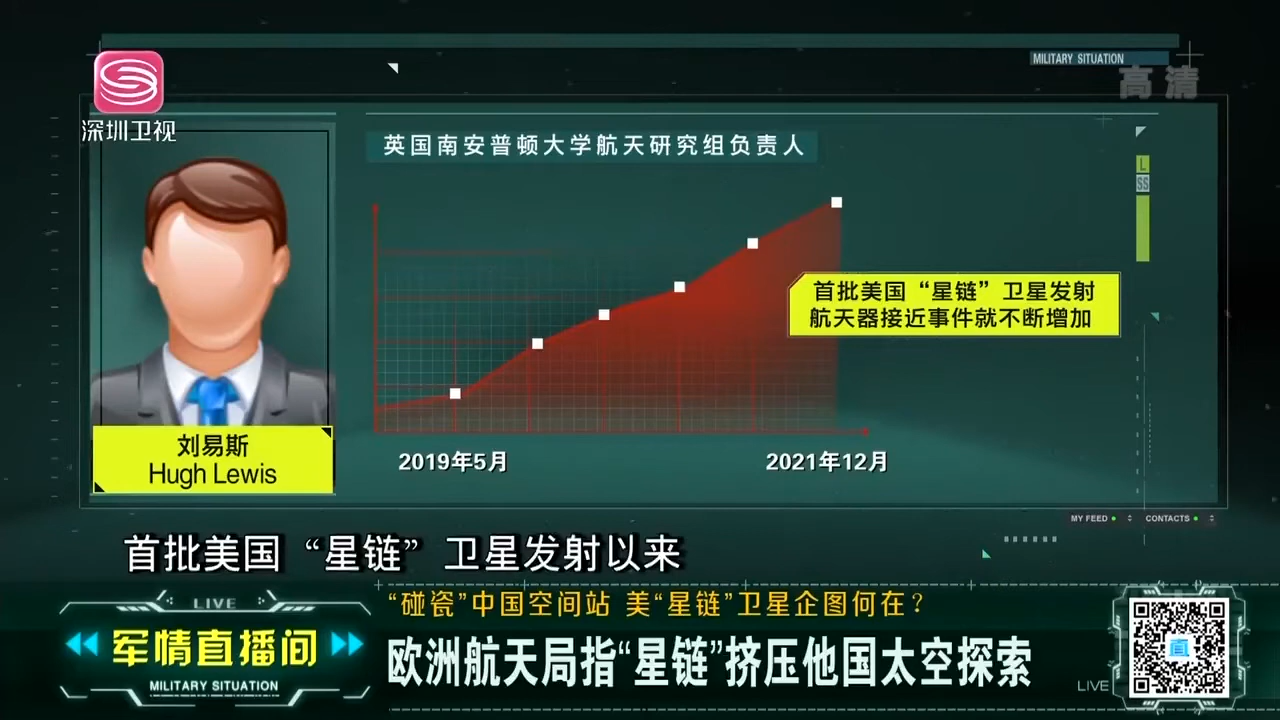 MILITARY SITUATION
高清
深圳卫视
英国南安普顿大学航天研究组负责人
L
SS
首批美国“星链”卫星发射
航天器接近事件就不断增加
刘易斯
Hugh Lewis
2019年5月
2021年12月
MY FEED
CONTACTS
首批美国“星链”卫星发射以来
LIVE
军情直播间
MILITARY SITUATION
“碰瓷”中国空间站 美“星链”卫星企图何在？
欧洲航天局指“星链”挤压他国太空探索
LIVE
直